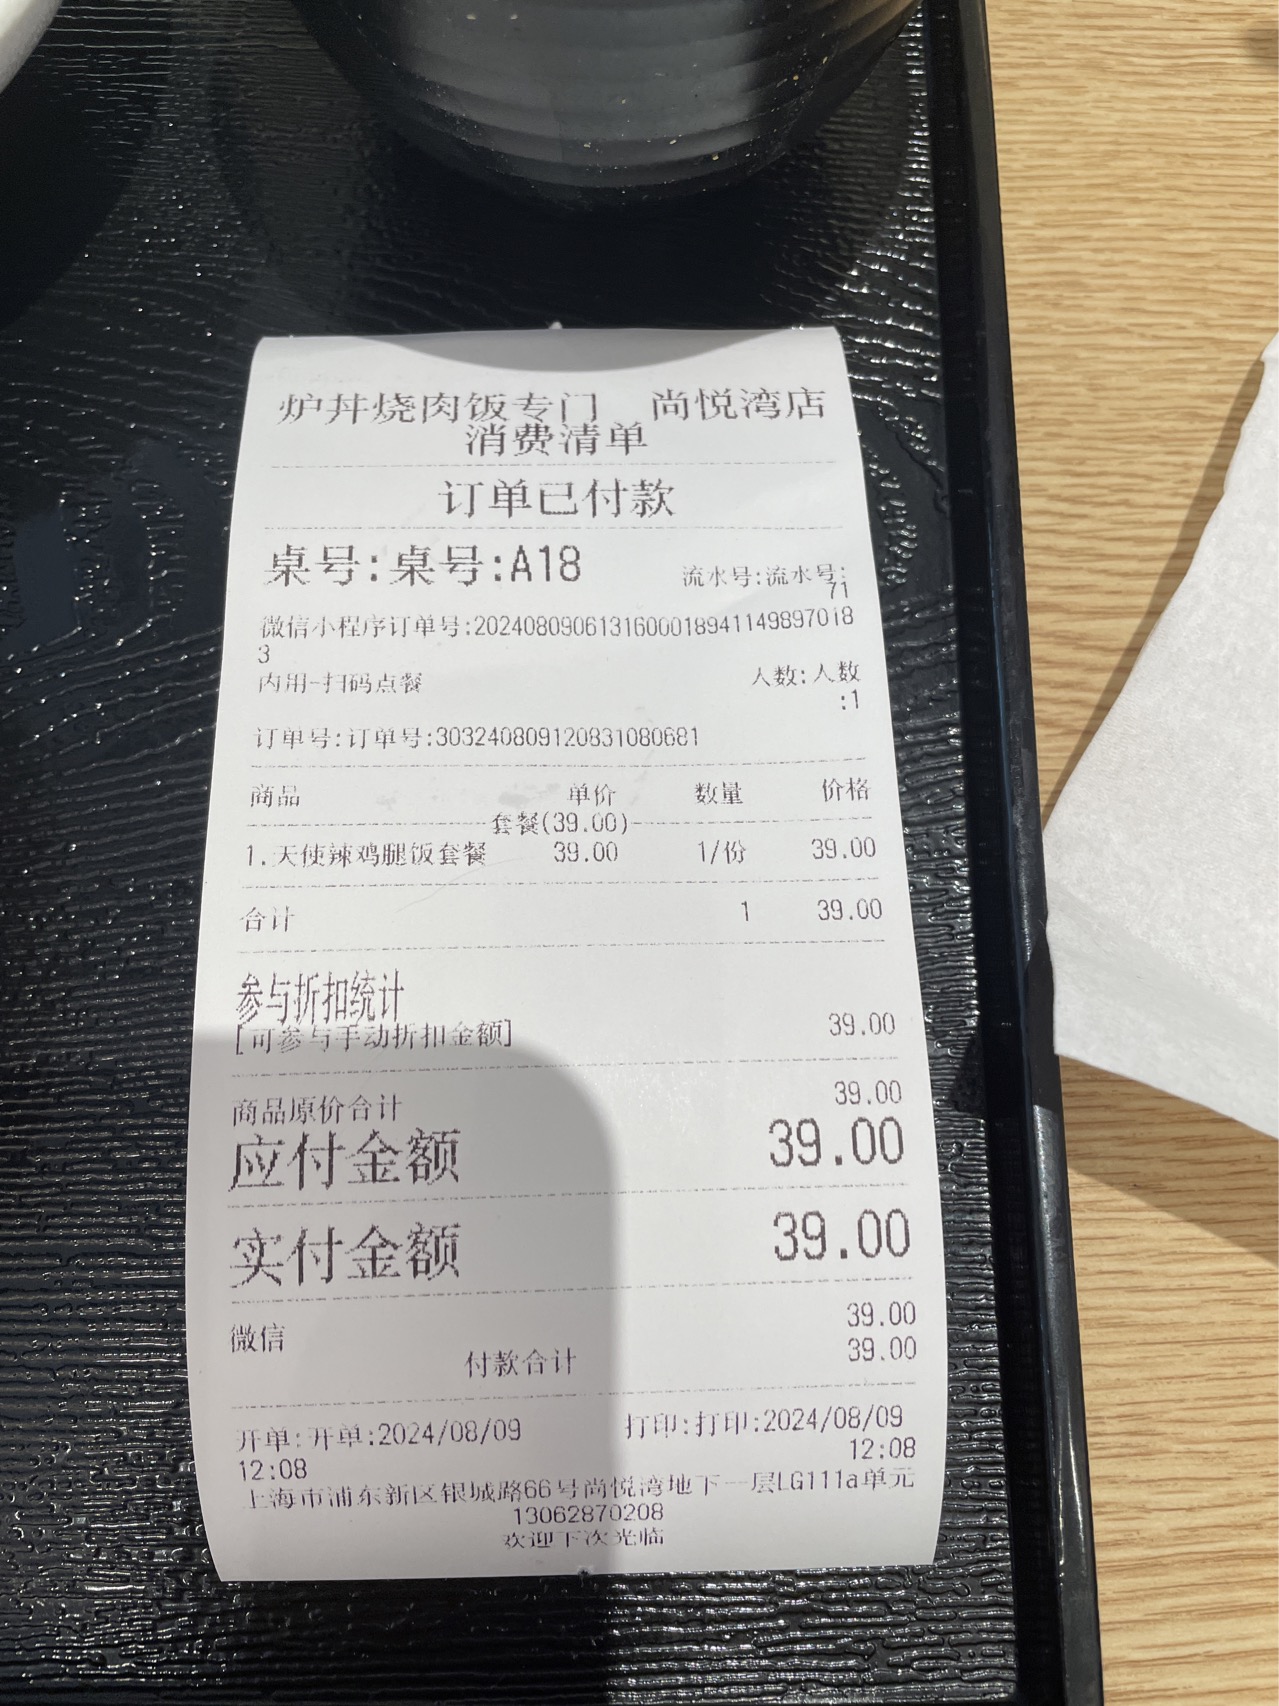 炉丼烧肉饭专门 尚悦湾店
消费清单
订单已付款
桌号:桌号:A18 流水号:流水号:
71
微信小程序订单号:2024080906131600018941149897018
3
内用-扫码点餐 人数:人数
:1
订单号:订单号:303240809120831080681
商品 单价 数量 价格
套餐(39.00)
1.天使辣鸡腿饭套餐 39.00 1/份 39.00
合计 1 39.00
参与折扣统计
[可参与手动折扣金额] 39.00
商品原价合计 39.00
应付金额 39.00
实付金额 39.00
微信 39.00
付款合计 39.00
开单:开单:2024/08/09 打印:打印:2024/08/09
12:08 12:08
上海市浦东新区银城路66号尚悦湾地下一层LG111a单元
13062870208
欢迎下次光临